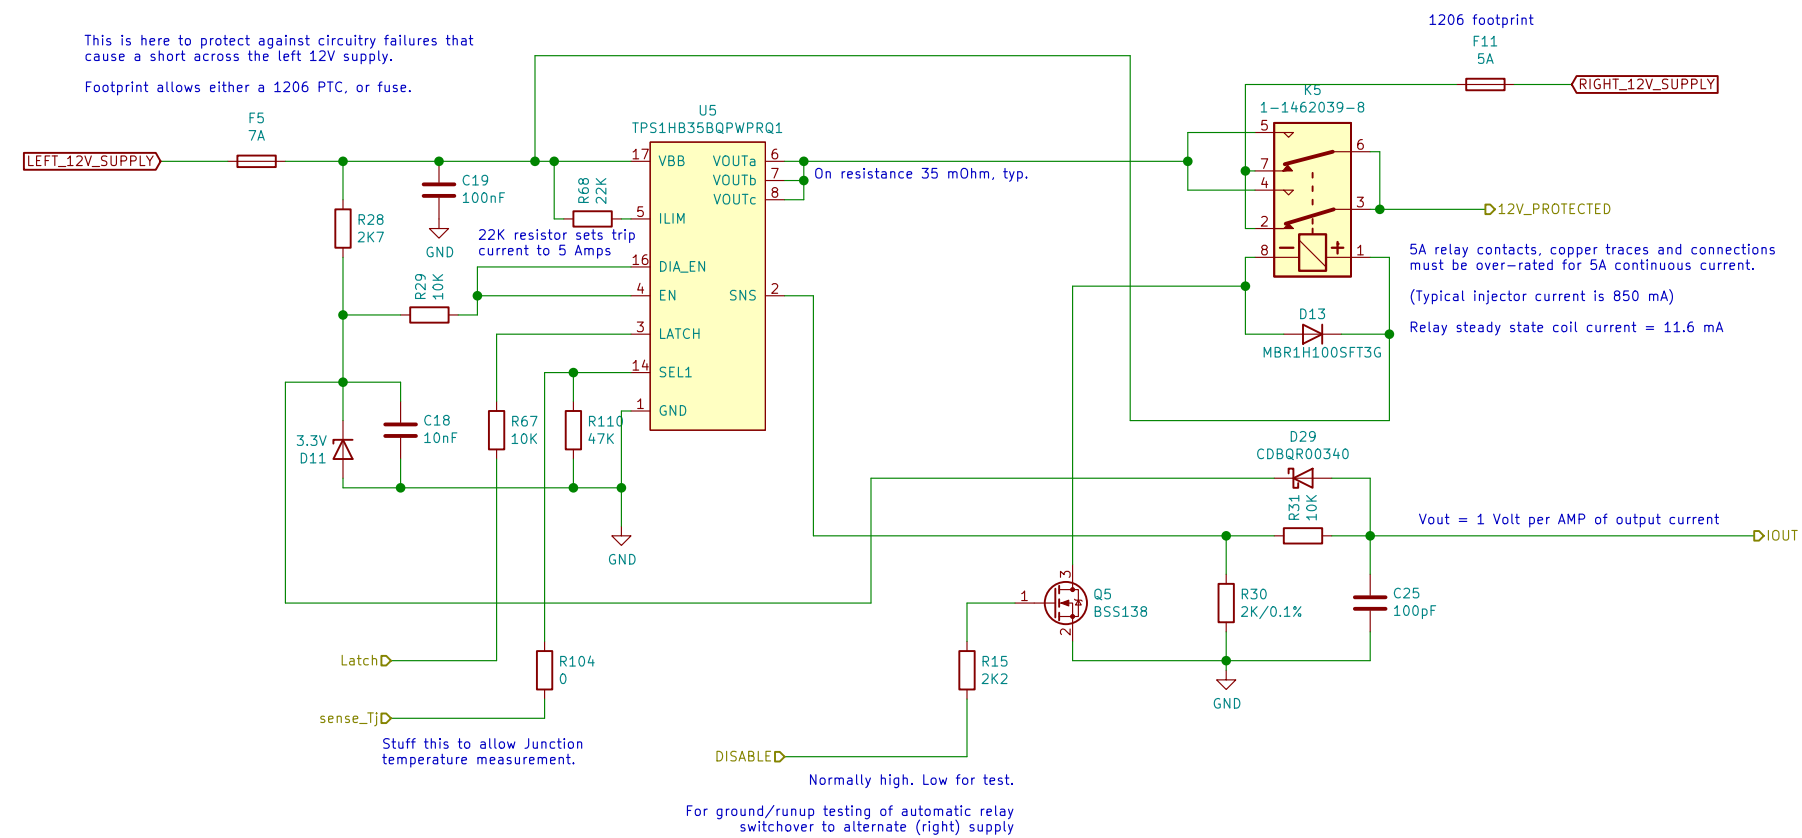 This is here to protect against circuitry failures that
cause a short across the left 12V supply.
Footprint allows either a 1206 PTC, or fuse.
F5
7A
LEFT_12V_SUPPLY
C19
100nF
GND
R28
2K7
R29
10K
R68
22K
22K resistor sets trip
current to 5 Amps
U5
TPS1HB35BQPWPRQ1
17
VBB
5
ILIM
16
DIA_EN
4
EN
3
LATCH
14
SEL1
1
GND
VOUTa
6
VOUTb
7
VOUTc
8
SNS
2
On resistance 35 mOhm, typ.
1206 footprint
F11
5A
RIGHT_12V_SUPPLY
K5
1-1462039-8
5
7
4
2
8
6
3
1
12V_PROTECTED
5A relay contacts, copper traces and connections
must be over-rated for 5A continuous current.
(Typical injector current is 850 mA)
Relay steady state coil current = 11.6 mA
D13
MBR1H100SFT3G
3.3V
D11
C18
10nF
R67
10K
R110
47K
GND
D29
CDBQR00340
R31
10K
Vout = 1 Volt per AMP of output current
IOUT
3
1
2
Q5
BSS138
R30
2K/0.1%
C25
100pF
GND
Latch
R104
0
sense_Tj
Stuff this to allow Junction
temperature measurement.
R15
2K2
DISABLE
Normally high. Low for test.
For ground/runup testing of automatic relay
switchover to alternate (right) supply